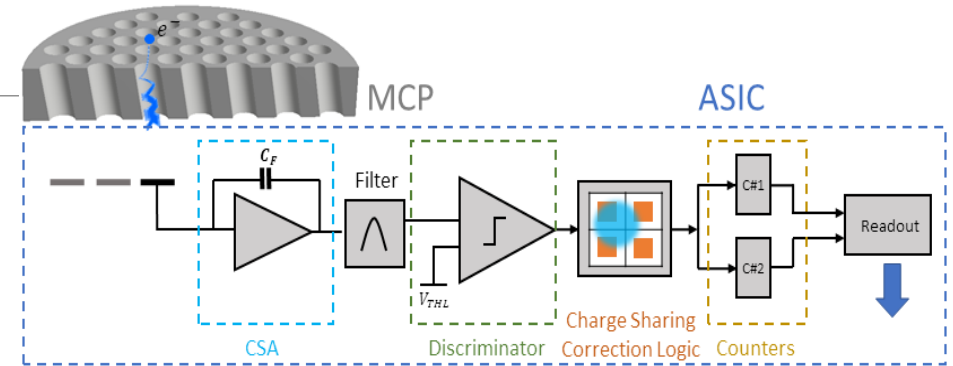 e⁻
MCP
ASIC
C_F
Filter
V_THL
C#1
C#2
Readout
CSA
Discriminator
Charge Sharing
Correction Logic
Counters